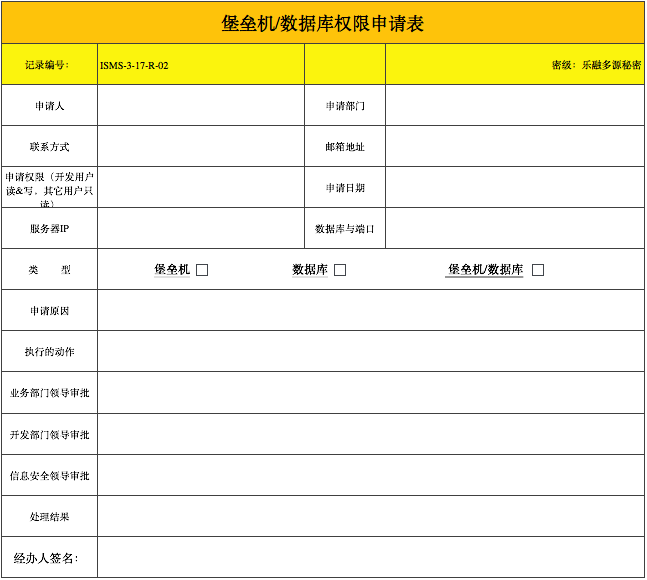 堡垒机/数据库权限申请表
记录编号： ISMS-3-17-R-02 密级：乐融多源秘密
申请人 申请部门
联系方式 邮箱地址
申请权限（开发用户
读&写。其它用户只
读）
申请日期
服务器IP 数据库与端口
类 型 堡垒机 □ 数据库 □ 堡垒机/数据库 □
申请原因
执行的动作
业务部门领导审批
开发部门领导审批
信息安全领导审批
处理结果
经办人签名：